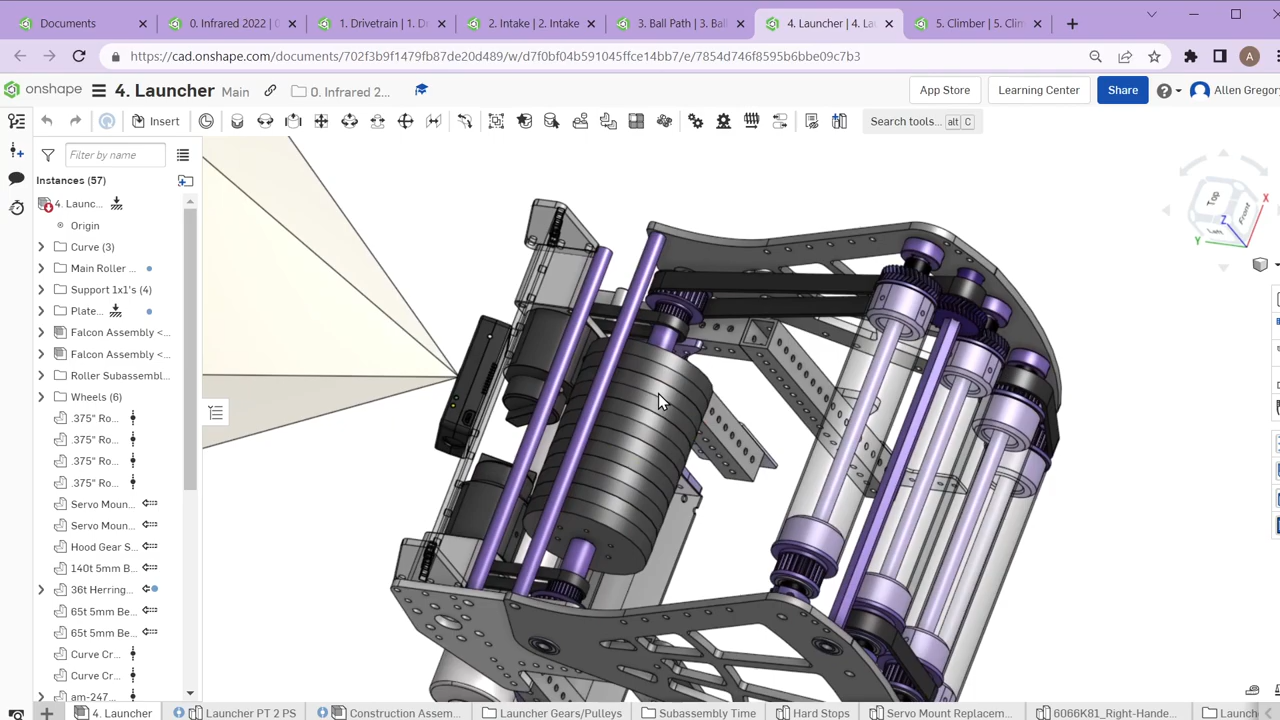 Documents
0. Infrared 2022 |
1. Drivetrain | 1. D
2. Intake | 2. Intake
3. Ball Path | 3. Bal
4. Launcher | 4. Lau
5. Climber | 5. Clim
https://cad.onshape.com/documents/702f3b9f1479fb87de20d489/w/d7f0bf04b591045ffce14bb7/e/7854d746f8595b6bbe09c7b3
A
onshape
4. Launcher Main
0. Infrared 2...
App Store
Learning Center
Share
Allen Gregory
Insert
Search tools... alt C
Filter by name
Instances (57)
4. Launc...
Origin
Curve (3)
Main Roller ...
Support 1x1's (4)
Plate...
Falcon Assembly <...
Falcon Assembly <...
Roller Subassembl...
Wheels (6)
.375" Ro...
.375" Ro...
.375" Ro...
.375" Ro...
Servo Moun...
Servo Moun...
Hood Gear S...
140t 5mm B...
36t Herring...
65t 5mm Be...
65t 5mm Be...
Curve Cr...
Curve Cr...
am-247...
Top
Front
Left
X
Y
Z
4. Launcher
Launcher PT 2 PS
Construction Assem...
Launcher Gears/Pulleys
Subassembly Time
Hard Stops
Servo Mount Replacemen...
6066K81_Right-Hande...
Launch